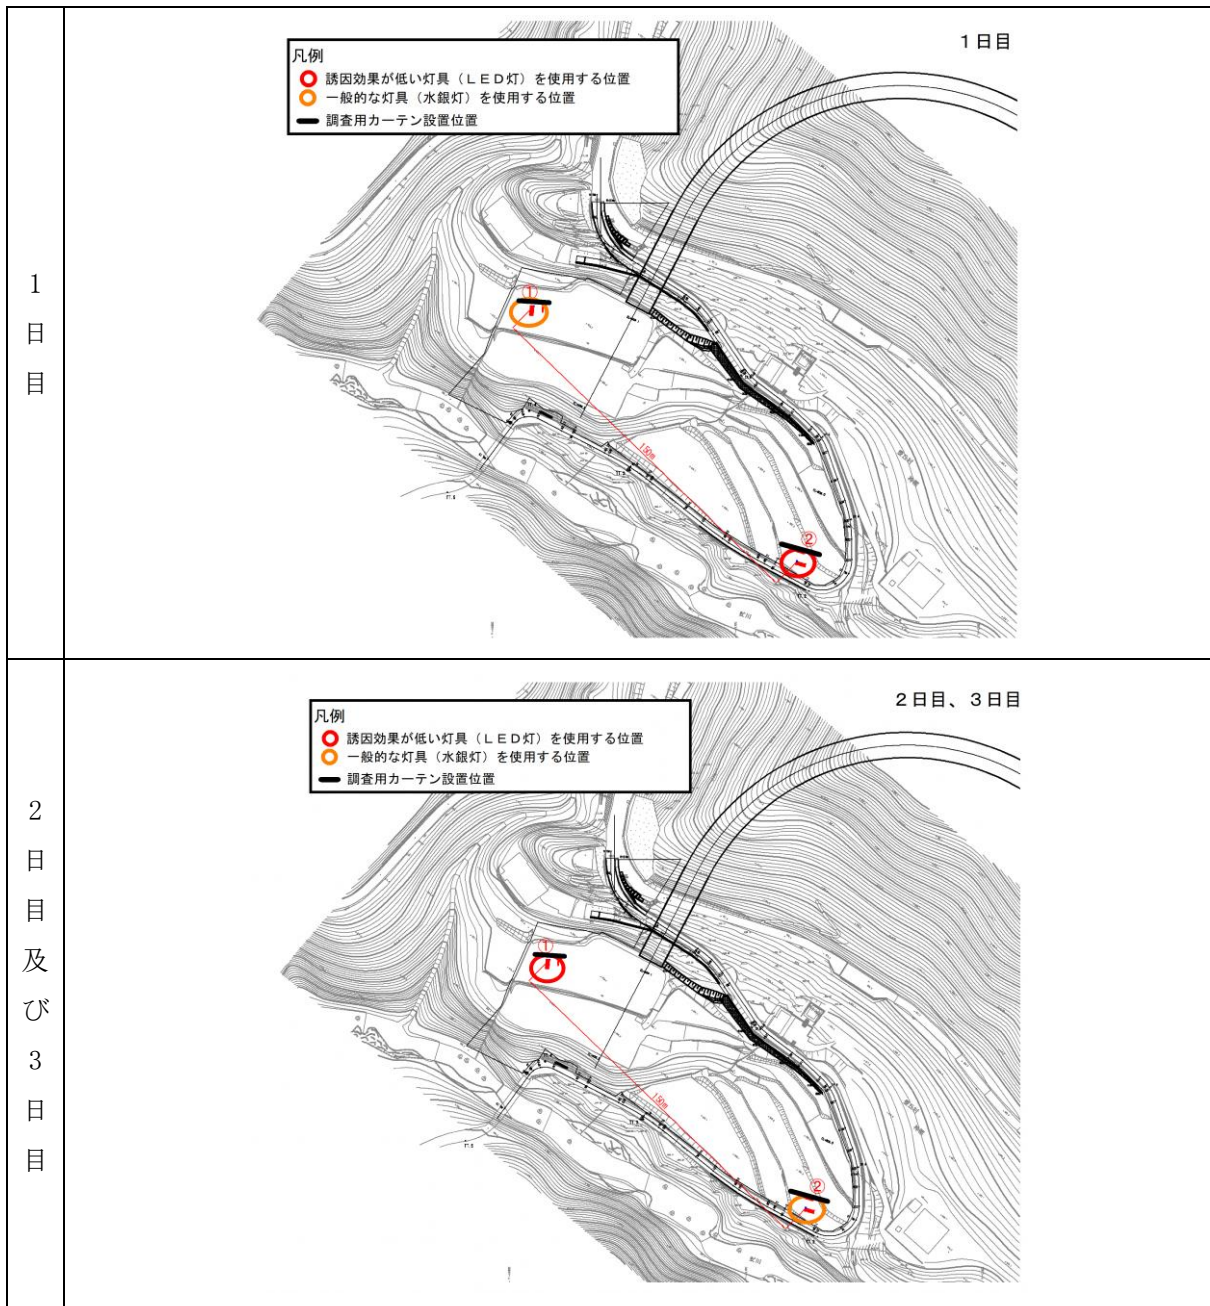 1日目
1日目
凡例
誘因効果が低い灯具（LED灯）を使用する位置
一般的な灯具（水銀灯）を使用する位置
調査用カーテン設置位置
①
150m
②
2日目及び3日目
2日目、3日目
凡例
誘因効果が低い灯具（LED灯）を使用する位置
一般的な灯具（水銀灯）を使用する位置
調査用カーテン設置位置
①
150m
②